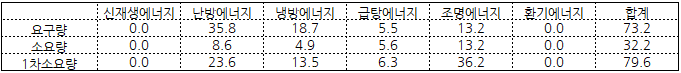 신재생에너지 난방에너지 냉방에너지 급탕에너지 조명에너지 환기에너지 합계
요구량 0.0 35.8 18.7 5.5 13.2 0.0 73.2
소요량 0.0 8.6 4.9 5.6 13.2 0.0 32.2
1차소요량 0.0 23.6 13.5 6.3 36.2 0.0 79.6